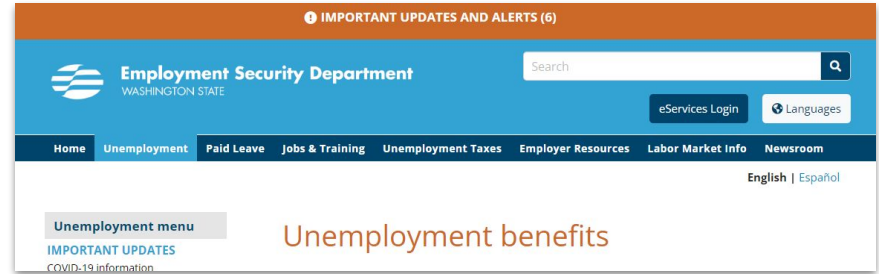 IMPORTANT UPDATES AND ALERTS (6)
Employment Security Department
WASHINGTON STATE
Search
eServices Login
Languages
Home Unemployment Paid Leave Jobs & Training Unemployment Taxes Employer Resources Labor Market Info Newsroom
English | Español
Unemployment menu
Unemployment benefits
IMPORTANT UPDATES
COVID-19 information